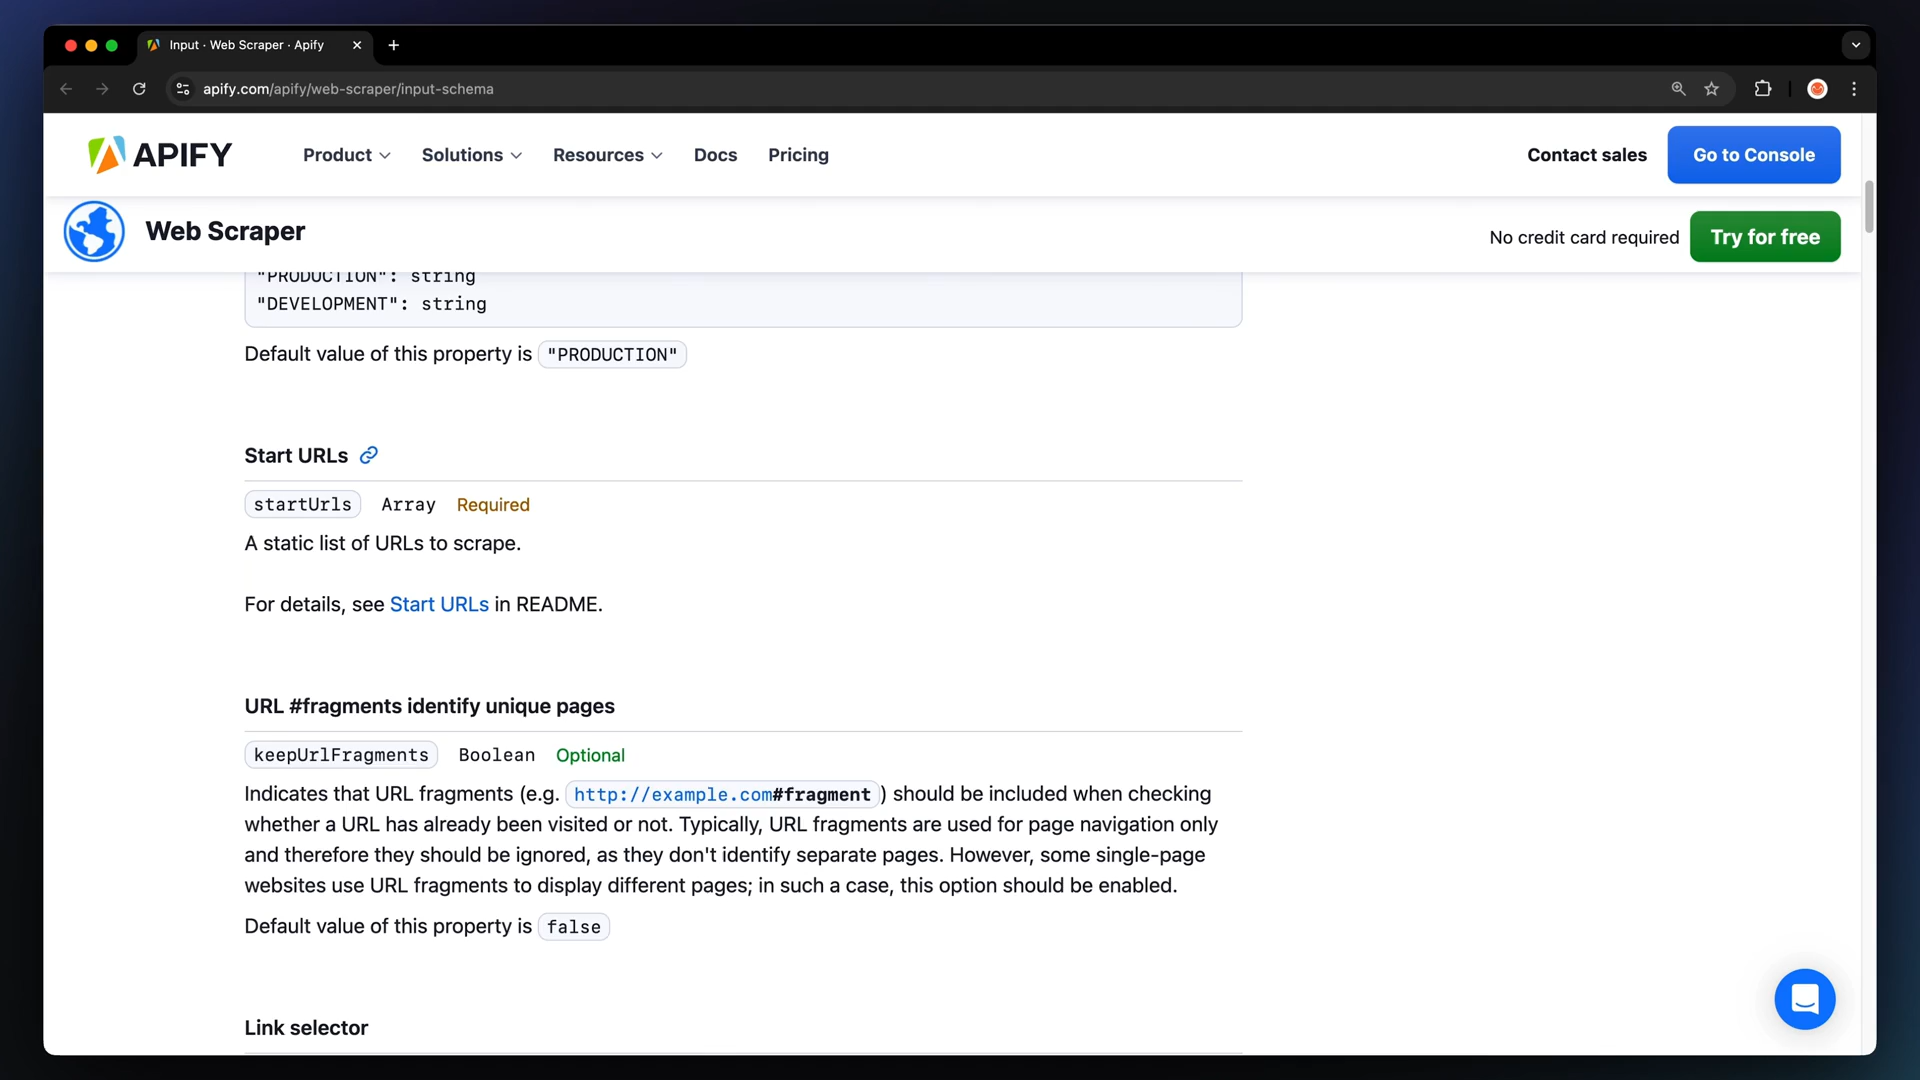 Input · Web Scraper · Apify
apify.com/apify/web-scraper/input-schema
APIFY
Product
Solutions
Resources
Docs
Pricing
Contact sales
Go to Console
Web Scraper
No credit card required
Try for free
"PRODUCTION": string
"DEVELOPMENT": string
Default value of this property is "PRODUCTION"
Start URLs
startUrls Array Required
A static list of URLs to scrape.
For details, see Start URLs in README.
URL #fragments identify unique pages
keepUrlFragments Boolean Optional
Indicates that URL fragments (e.g. http://example.com#fragment) should be included when checking
whether a URL has already been visited or not. Typically, URL fragments are used for page navigation only
and therefore they should be ignored, as they don't identify separate pages. However, some single-page
websites use URL fragments to display different pages; in such a case, this option should be enabled.
Default value of this property is false
Link selector